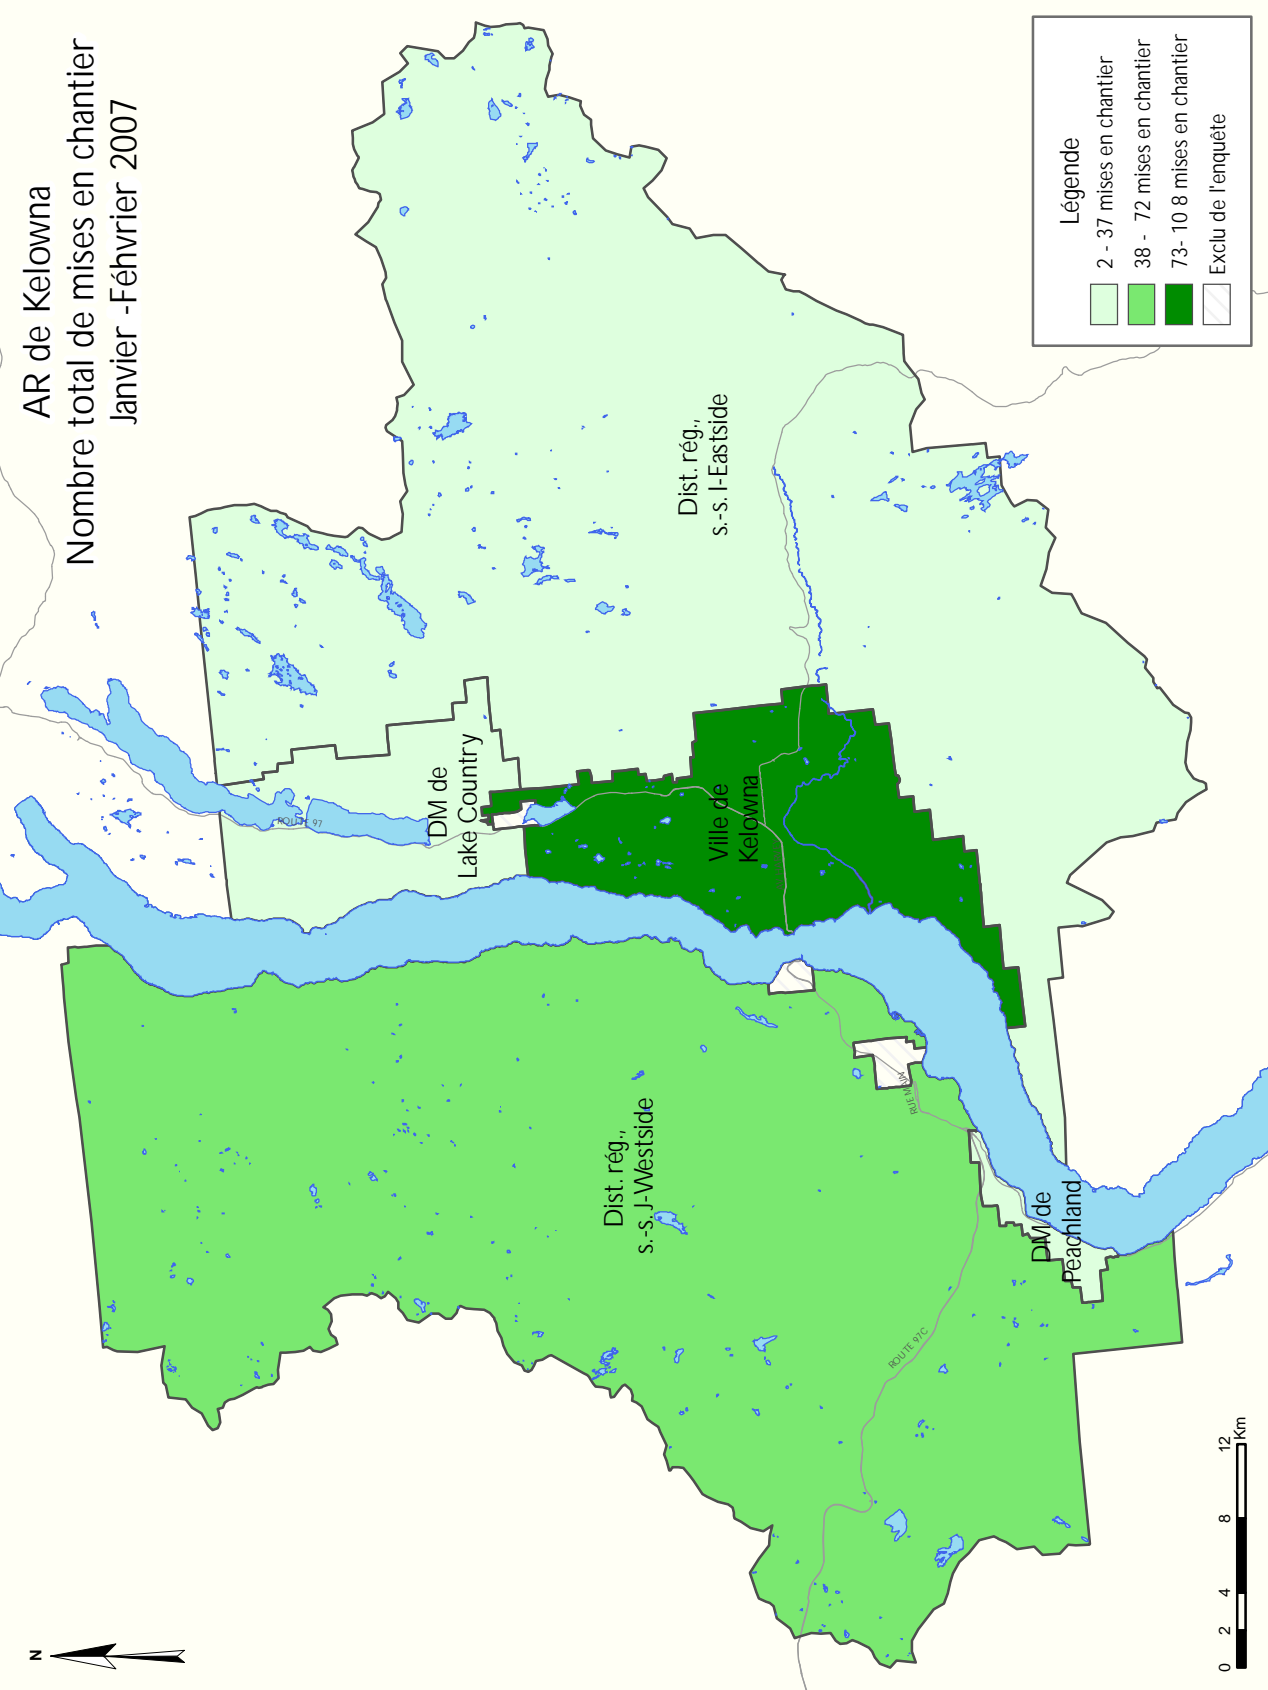 AR de Kelowna
Nombre total de mises en chantier
Janvier -Féhvrier 2007
Légende
2 - 37 mises en chantier
38 - 72 mises en chantier
73- 10 8 mises en chantier
Exclu de l'enquête
Dist. rég.,
s.-s. I-Eastside
DM de
Lake Country
ROUTE 97
Ville de
Kelowna
Dist. rég.,
s.-s. J-Westside
RUE MAIN
DM de
Peachland
ROUTE 97C
N
0 2 4 8 12
Km